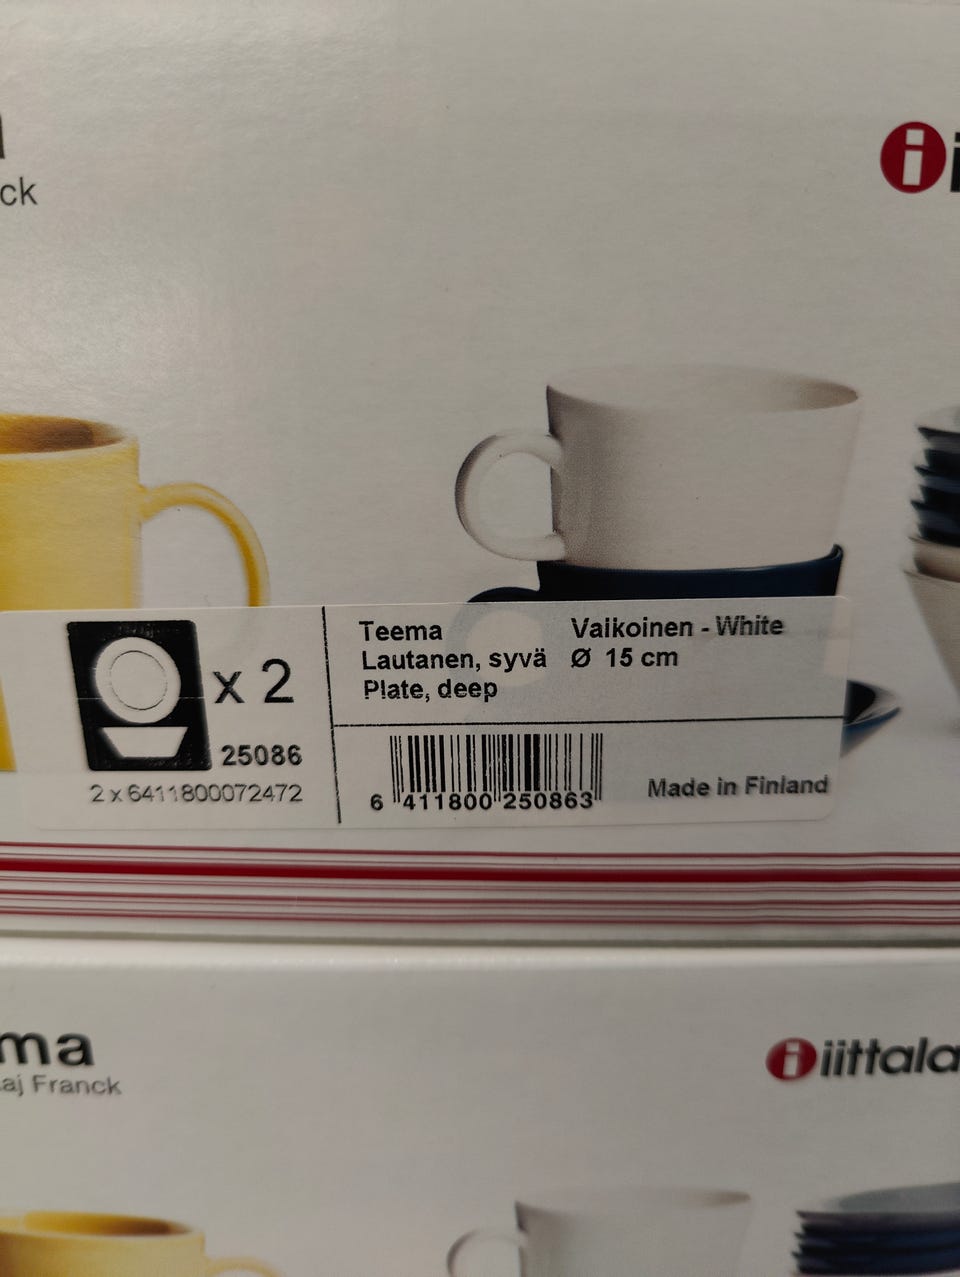 ck
i
Teema
Valkoinen - White
Lautanen, syvä
Ø 15 cm
Plate, deep
x 2
25086
2 x 6411800072472
6 411800 250863
Made in Finland
ma
aj Franck
i iittala